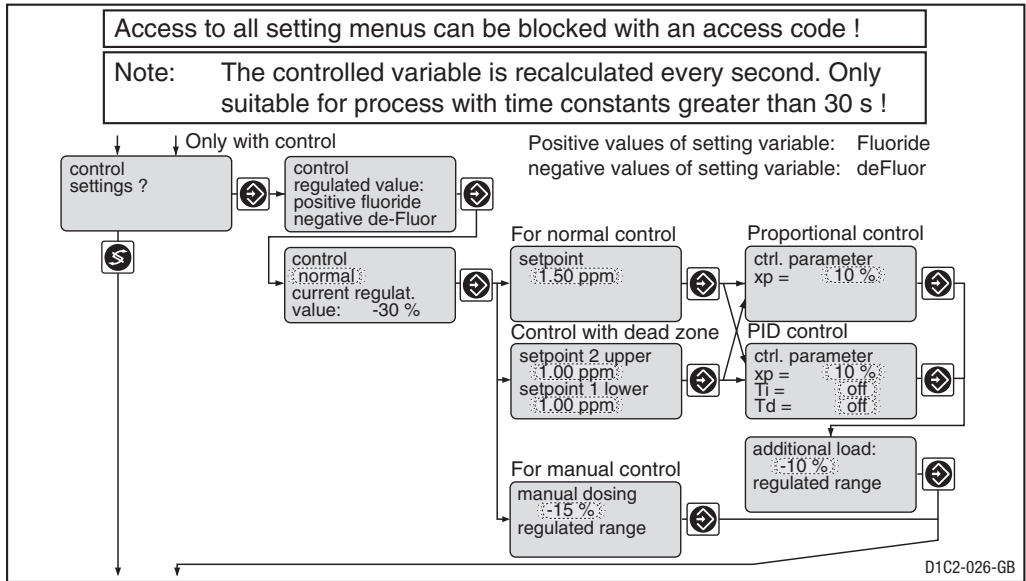 Access to all setting menus can be blocked with an access code !
Note: The controlled variable is recalculated every second. Only
suitable for process with time constants greater than 30 s !
Only with control
Positive values of setting variable: Fluoride
negative values of setting variable: deFluor
control
settings ?
control
regulated value:
positive fluoride
negative de-Fluor
control
normal
current regulat.
value: -30 %
For normal control
setpoint
1.50 ppm
Proportional control
ctrl. parameter
xp = 10 %
Control with dead zone
setpoint 2 upper
1.00 ppm
setpoint 1 lower
1.00 ppm
PID control
ctrl. parameter
xp = 10 %
Ti = off
Td = off
additional load:
-10 %
regulated range
For manual control
manual dosing
-15 %
regulated range
D1C2-026-GB